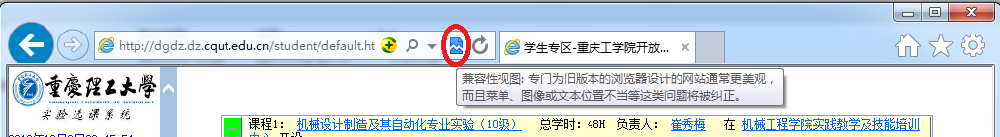 http://dgdz.dz.cqut.edu.cn/student/default.ht
学生专区-重庆工学院开放...
兼容性视图: 专门为旧版本的浏览器设计的网站通常更美观，
而且菜单、图像或文本位置不当等这类问题将被纠正。
重慶理工大學
CHONGQING UNIVERSITY OF TECHNOLOGY
实验选课系统
课程1: 机械设计制造及其自动化专业实验（10级） 总学时: 48H 负责人: 崔秀梅 在 机械工程学院实践教学及技能培训